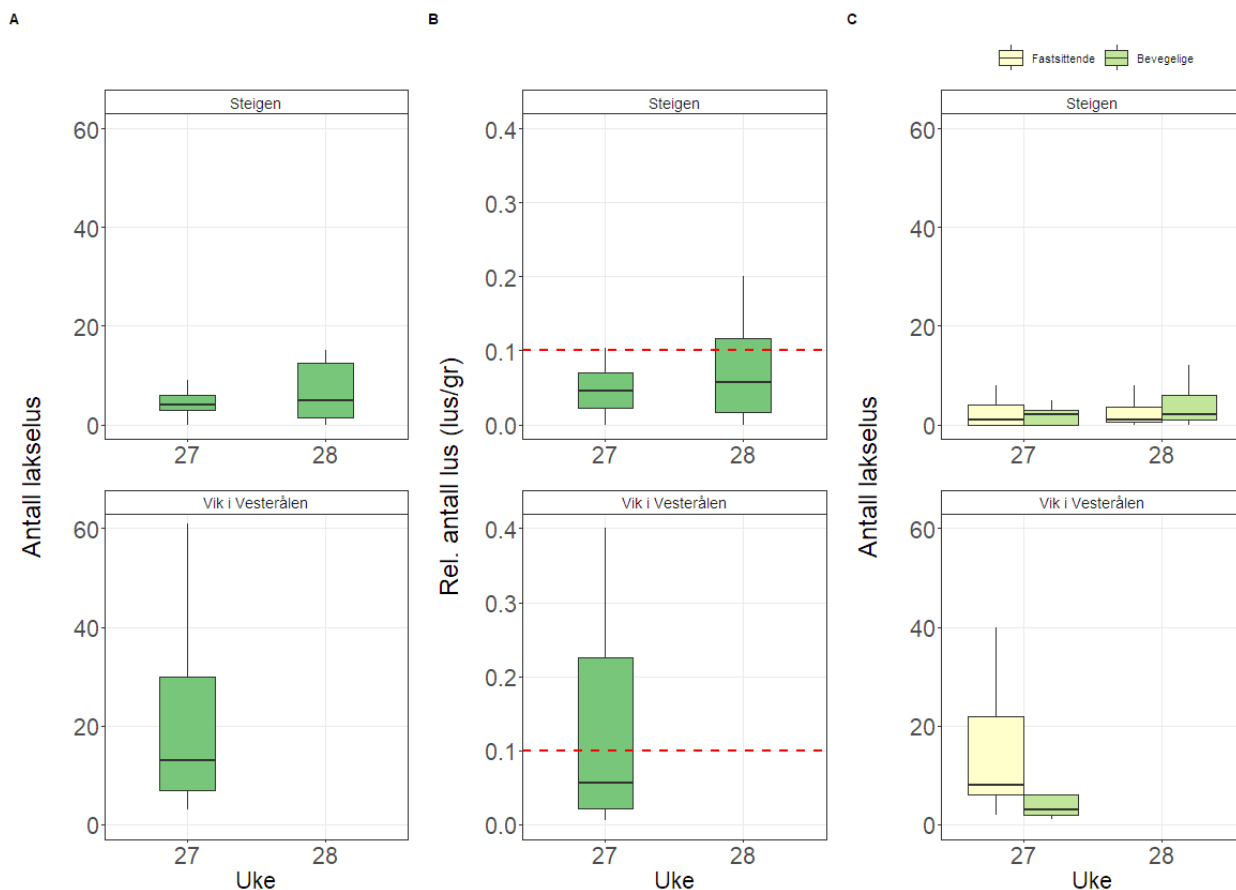 A
B
C
Fastsittende
Bevegelige
Antall lakselus
Steigen
60
40
20
0
27
28
Vik i Vesterålen
60
40
20
0
27
28
Uke
Rel. antall lus (lus/gr)
Steigen
0.4
0.3
0.2
0.1
0.0
27
28
Vik i Vesterålen
0.4
0.3
0.2
0.1
0.0
27
28
Uke
Antall lakselus
Steigen
60
40
20
0
27
28
Vik i Vesterålen
60
40
20
0
27
28
Uke